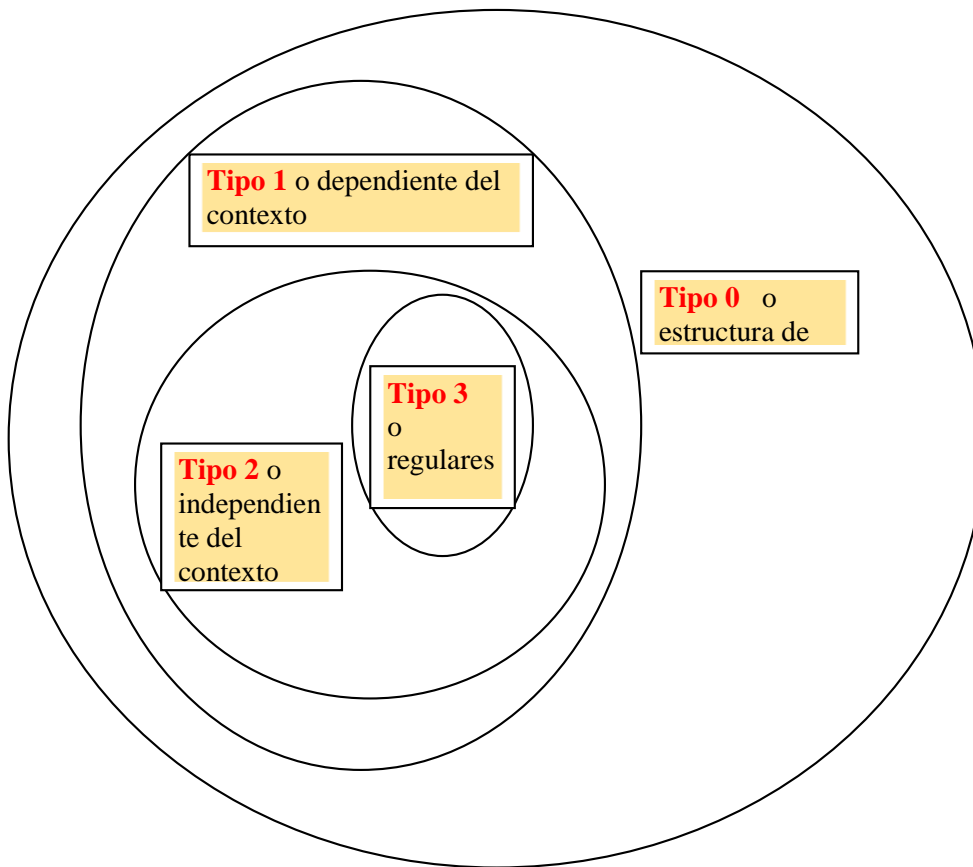 Tipo 1 o dependiente del
contexto
Tipo 0 o
estructura de
Tipo 3
o
regulares
Tipo 2 o
independien
te del
contexto